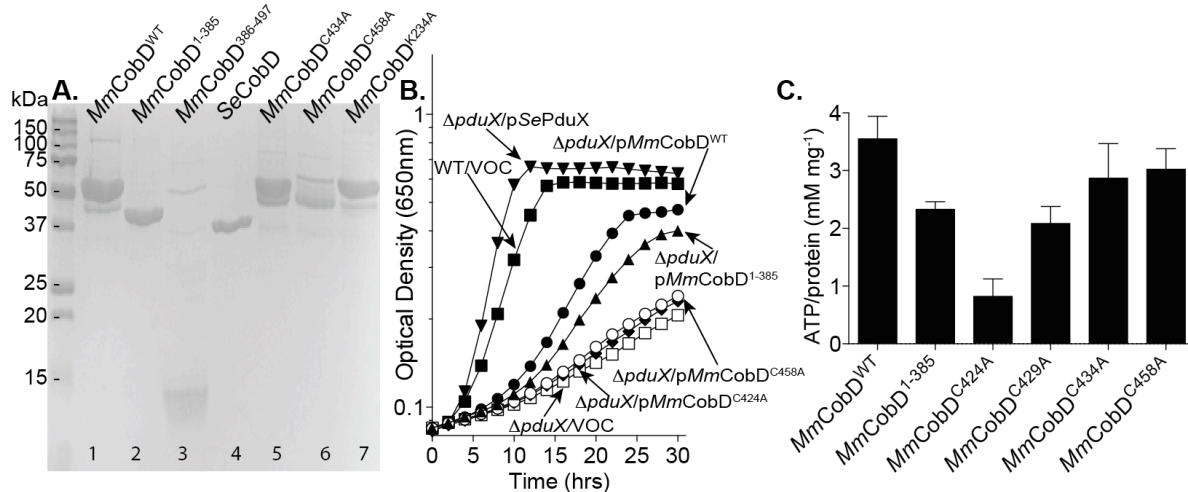 A.
kDa
MmCobD^WT
MmCobD^1-385
MmCobD^386-497
SeCobD
MmCobD^C434A
MmCobD^C458A
MmCobD^K234A
150 -
100 -
75 -
50 -
37 -
25 -
20 -
15 -
1 2 3 4 5 6 7
B.
Optical Density (650nm)
1
0.1
ΔpduX/pSePduX
WT/VOC
ΔpduX/pMmCobD^WT
ΔpduX/
pMmCobD^1-385
ΔpduX/pMmCobD^C458A
ΔpduX/pMmCobD^C424A
ΔpduX/VOC
0 5 10 15 20 25 30
Time (hrs)
C.
ATP/protein (mM mg^-1)
4
3
2
1
0
MmCobD^WT
MmCobD^1-385
MmCobD^C424A
MmCobD^C429A
MmCobD^C434A
MmCobD^C458A